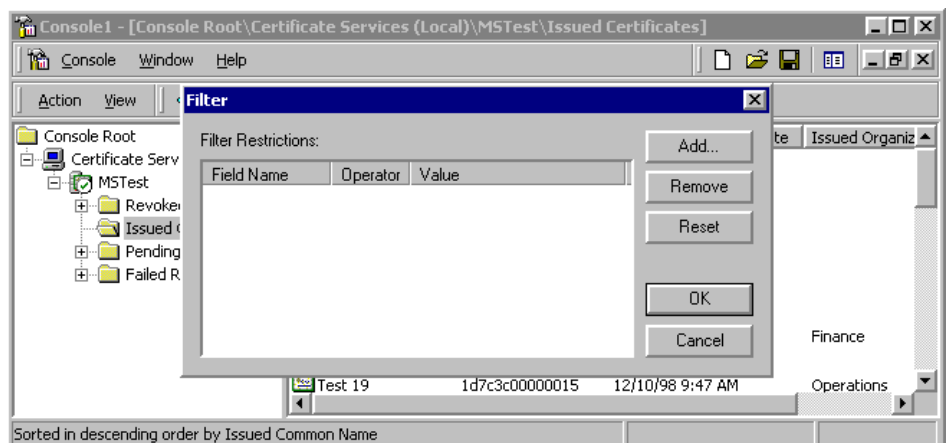 Console1 - [Console Root\Certificate Services (Local)\MSTest\Issued Certificates]
Console Window Help
Action View
Filter
Filter Restrictions:
Field Name Operator Value
Add...
Remove
Reset
OK
Cancel
Console Root
Certificate Serv
MSTest
Revoke
Issued
Pending
Failed R
te Issued Organiz
Finance
Test 19 1d7c3c00000015 12/10/98 9:47 AM Operations
Sorted in descending order by Issued Common Name